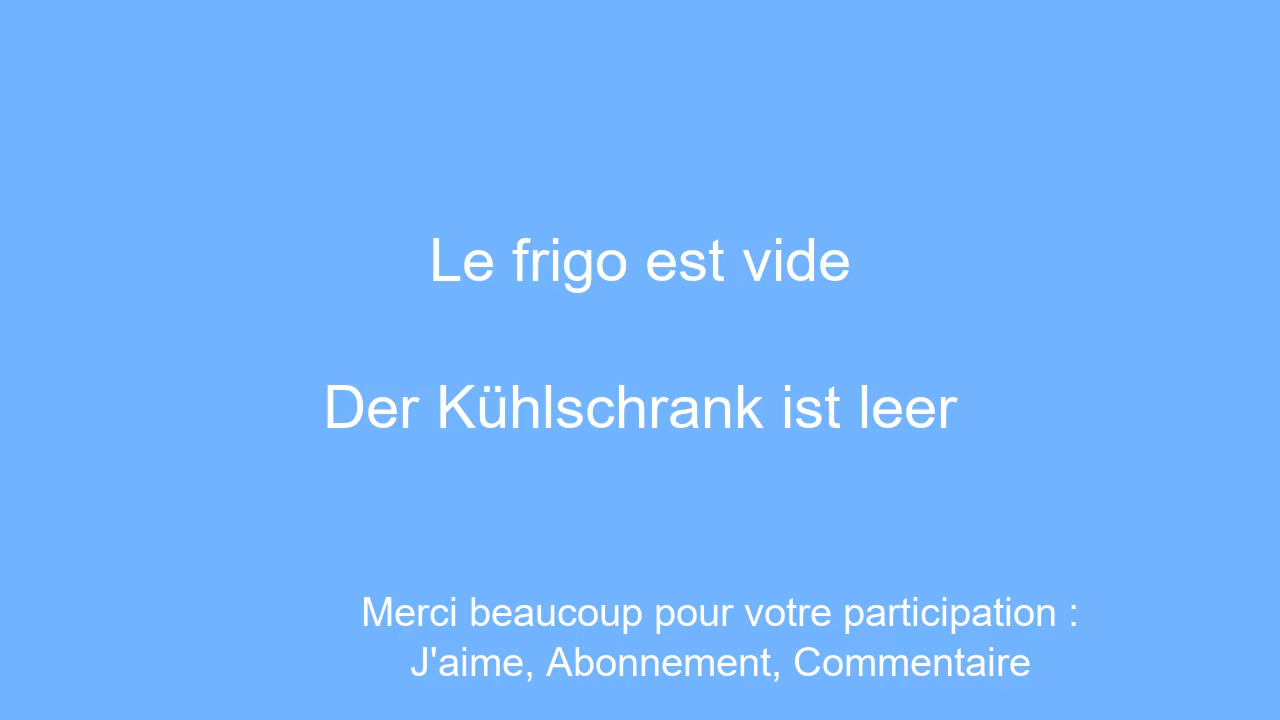 Le frigo est vide
Der Kühlschrank ist leer
Merci beaucoup pour votre participation :
J'aime, Abonnement, Commentaire